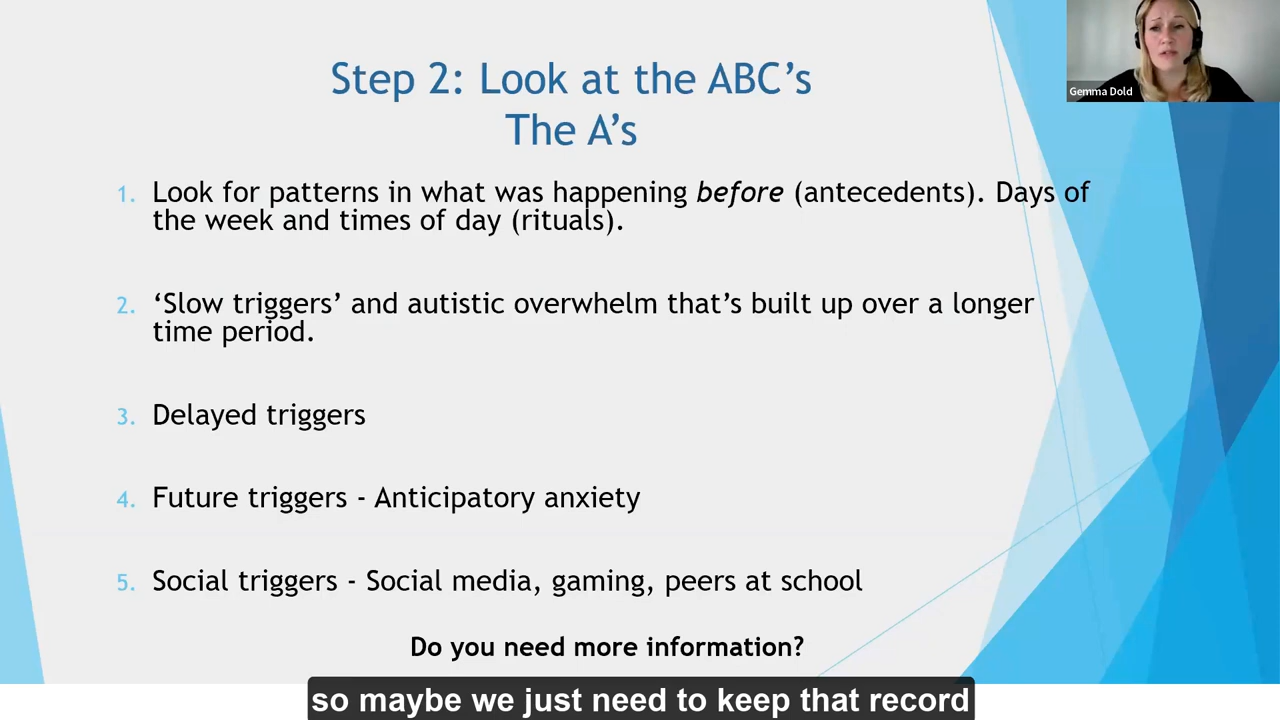 Step 2: Look at the ABC’s
The A’s
Gemma Dold
1. Look for patterns in what was happening before (antecedents). Days of
the week and times of day (rituals).
2. ‘Slow triggers’ and autistic overwhelm that’s built up over a longer
time period.
3. Delayed triggers
4. Future triggers - Anticipatory anxiety
5. Social triggers - Social media, gaming, peers at school
Do you need more information?
so maybe we just need to keep that record